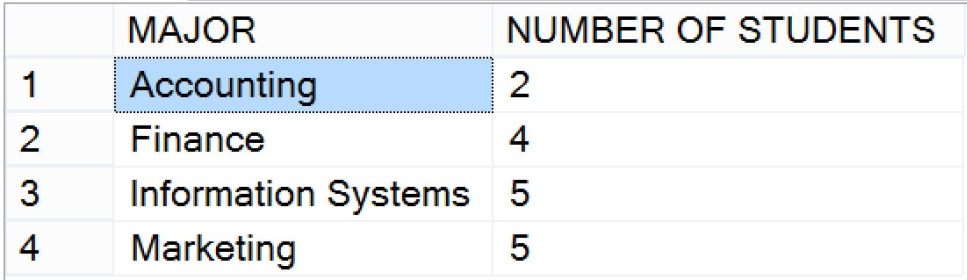 MAJOR NUMBER OF STUDENTS
1 Accounting 2
2 Finance 4
3 Information Systems 5
4 Marketing 5